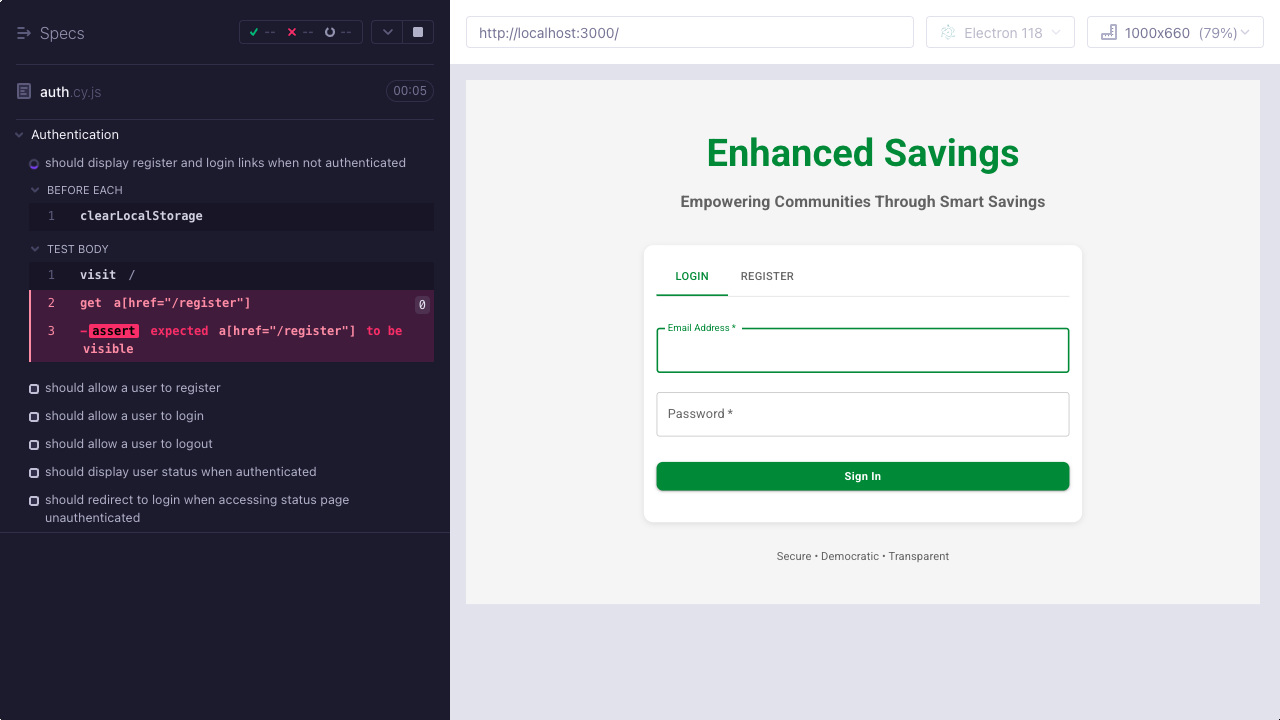 Specs
-- -- --
auth.cy.js
00:05
Authentication
should display register and login links when not authenticated
BEFORE EACH
1 clearLocalStorage
TEST BODY
1 visit /
2 get a[href="/register"] 0
3 -assert expected a[href="/register"] to be
visible
should allow a user to register
should allow a user to login
should allow a user to logout
should display user status when authenticated
should redirect to login when accessing status page
unauthenticated
http://localhost:3000/
Electron 118
1000x660 (79%)
Enhanced Savings
Empowering Communities Through Smart Savings
LOGIN REGISTER
Email Address *
Password *
Sign In
Secure • Democratic • Transparent